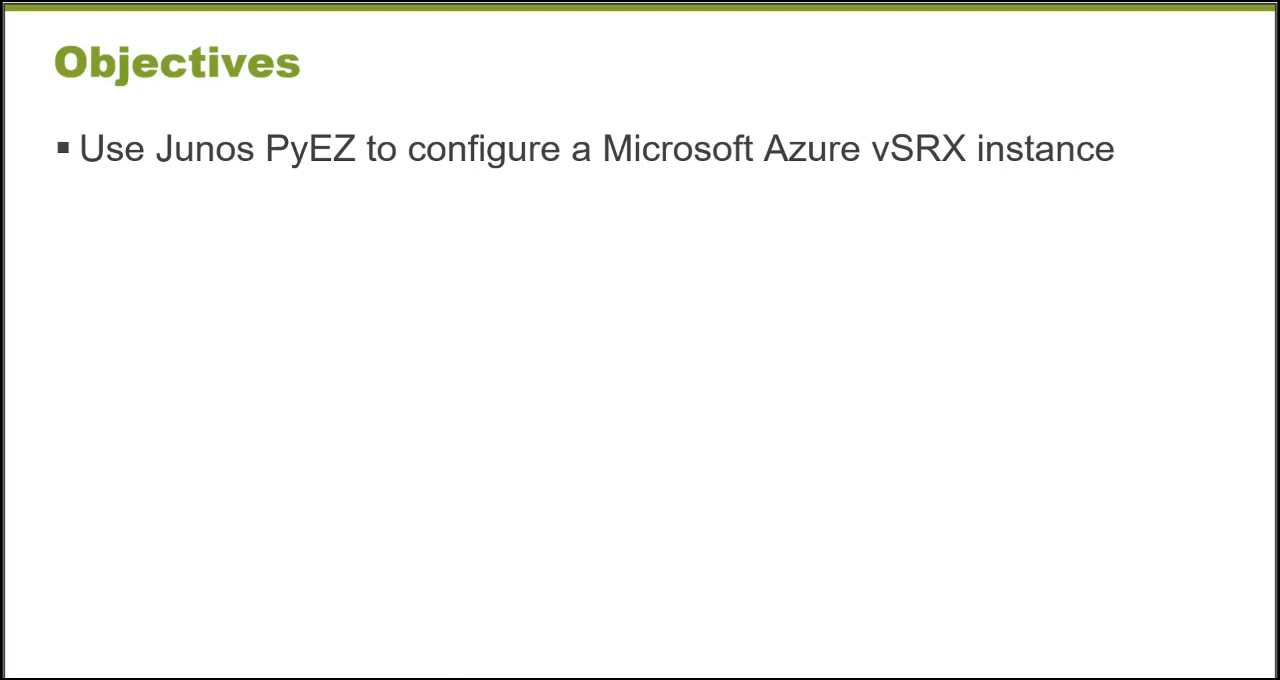 Objectives
▪ Use Junos PyEZ to configure a Microsoft Azure vSRX instance